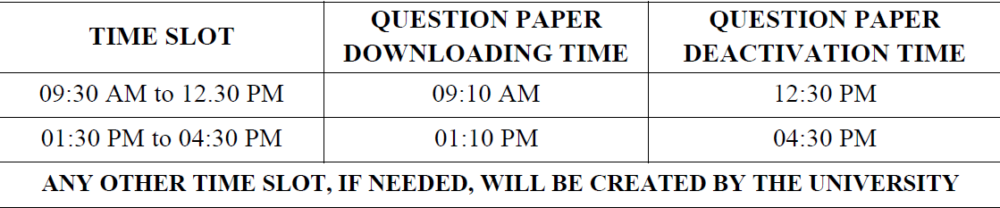 TIME SLOT
QUESTION PAPER
DOWNLOADING TIME
QUESTION PAPER
DEACTIVATION TIME
09:30 AM to 12.30 PM
09:10 AM
12:30 PM
01:30 PM to 04:30 PM
01:10 PM
04:30 PM
ANY OTHER TIME SLOT, IF NEEDED, WILL BE CREATED BY THE UNIVERSITY